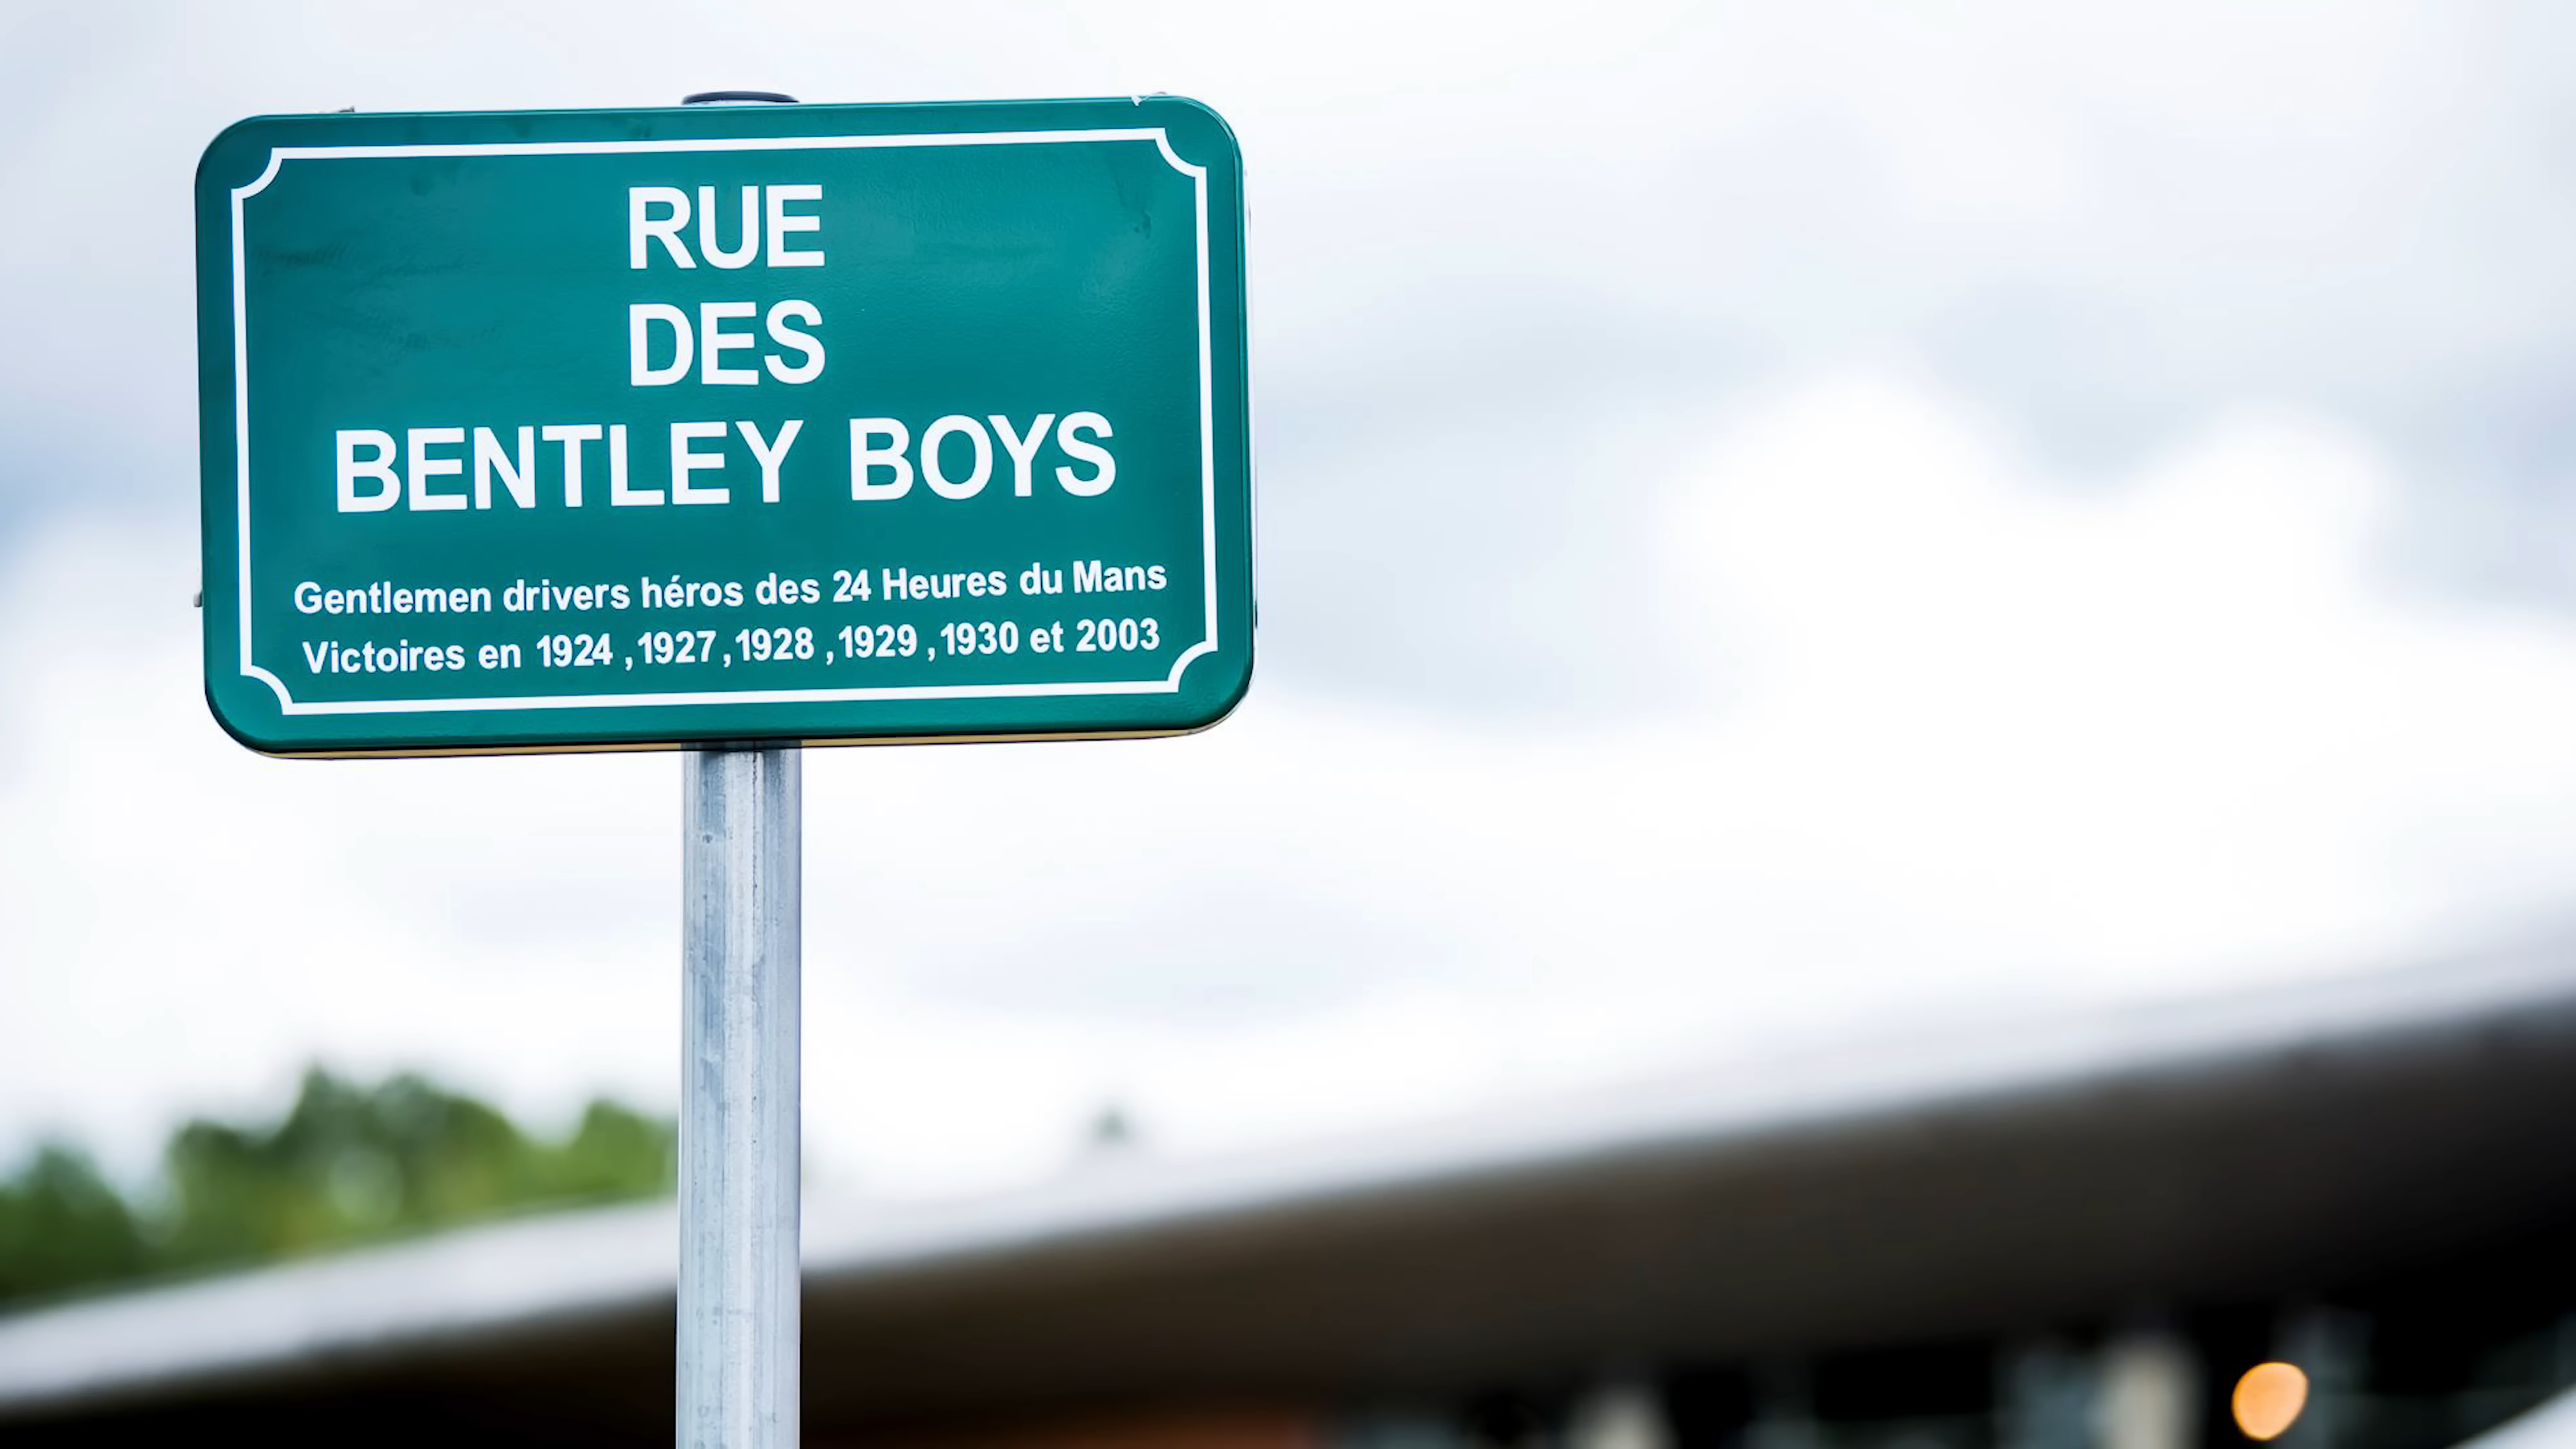 RUE
DES
BENTLEY BOYS
Gentlemen drivers héros des 24 Heures du Mans
Victoires en 1924 ,1927 ,1928 ,1929 ,1930 et 2003